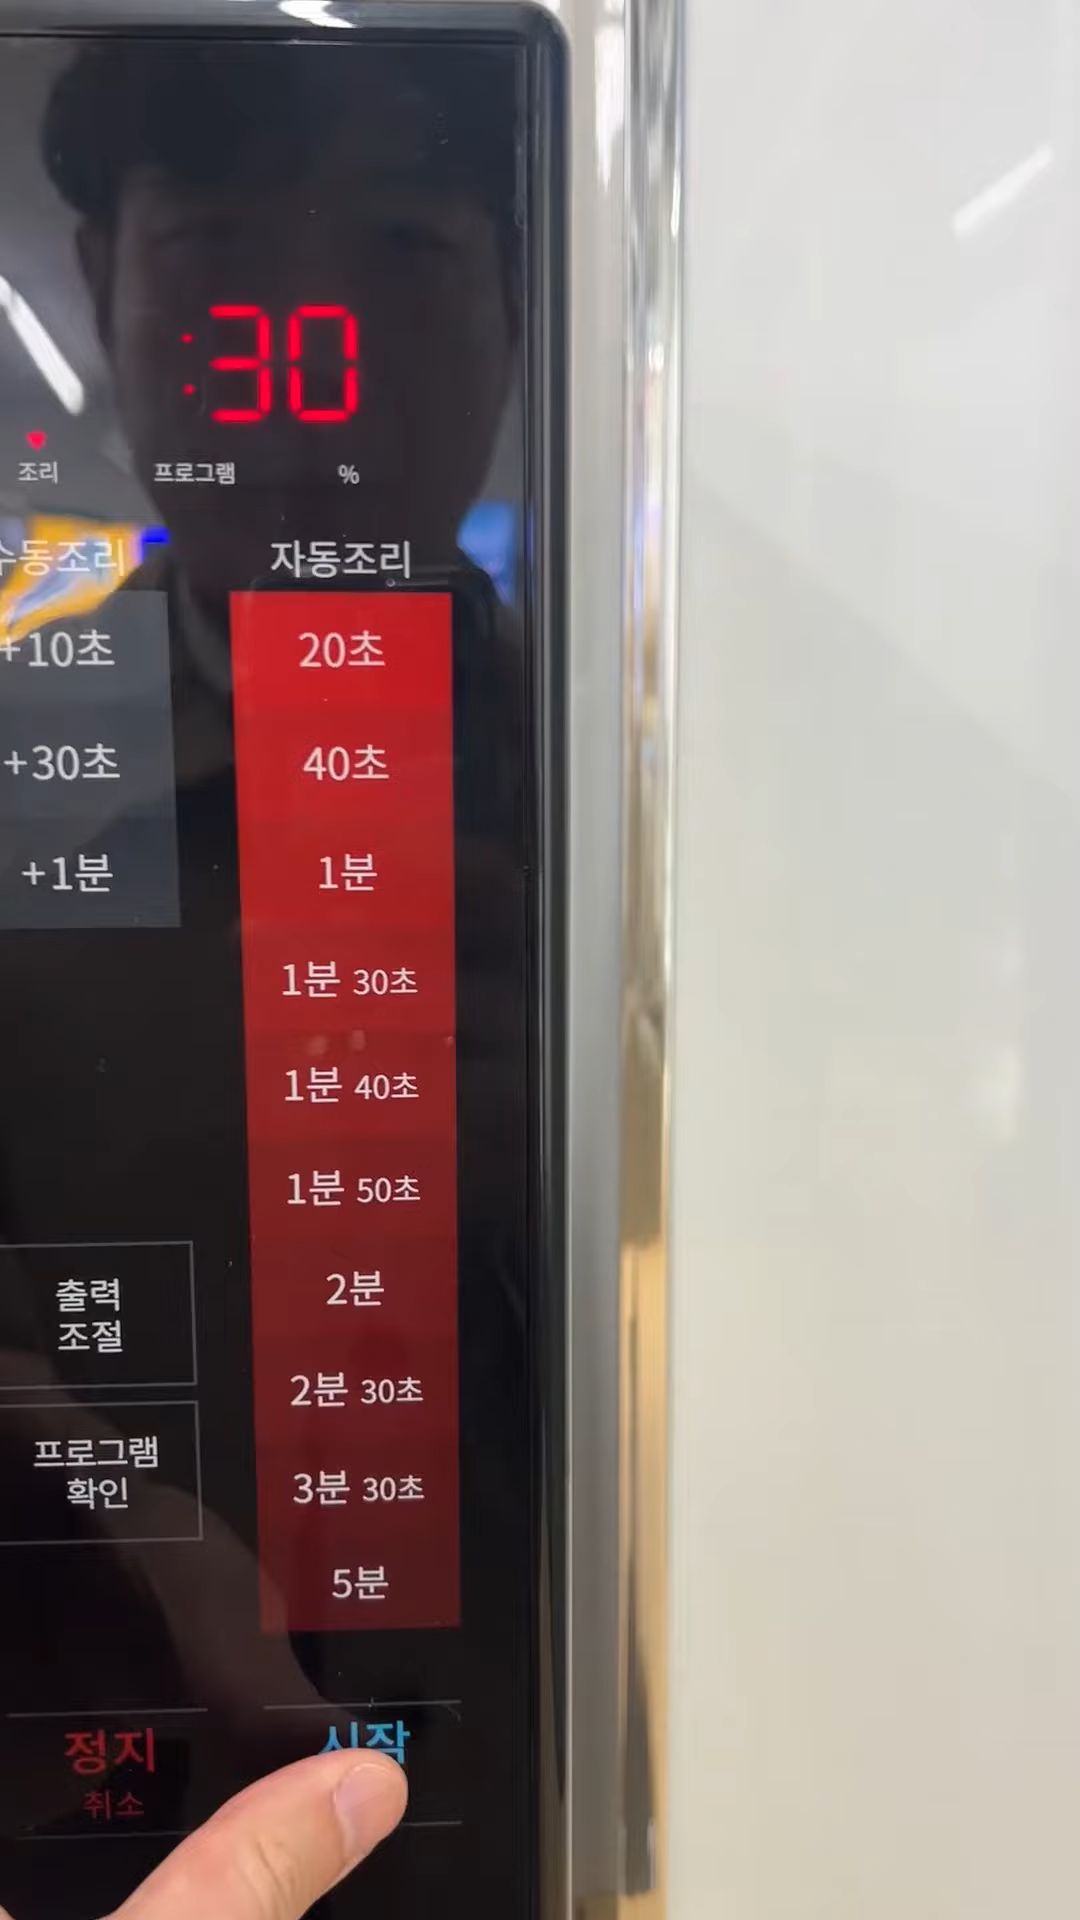 :30
조리 프로그램 %
수동조리 자동조리
+10초 20초
+30초 40초
+1분 1분
1분 30초
1분 40초
1분 50초
출력
조절
2분
2분 30초
프로그램
확인
3분 30초
5분
정지
취소
시작